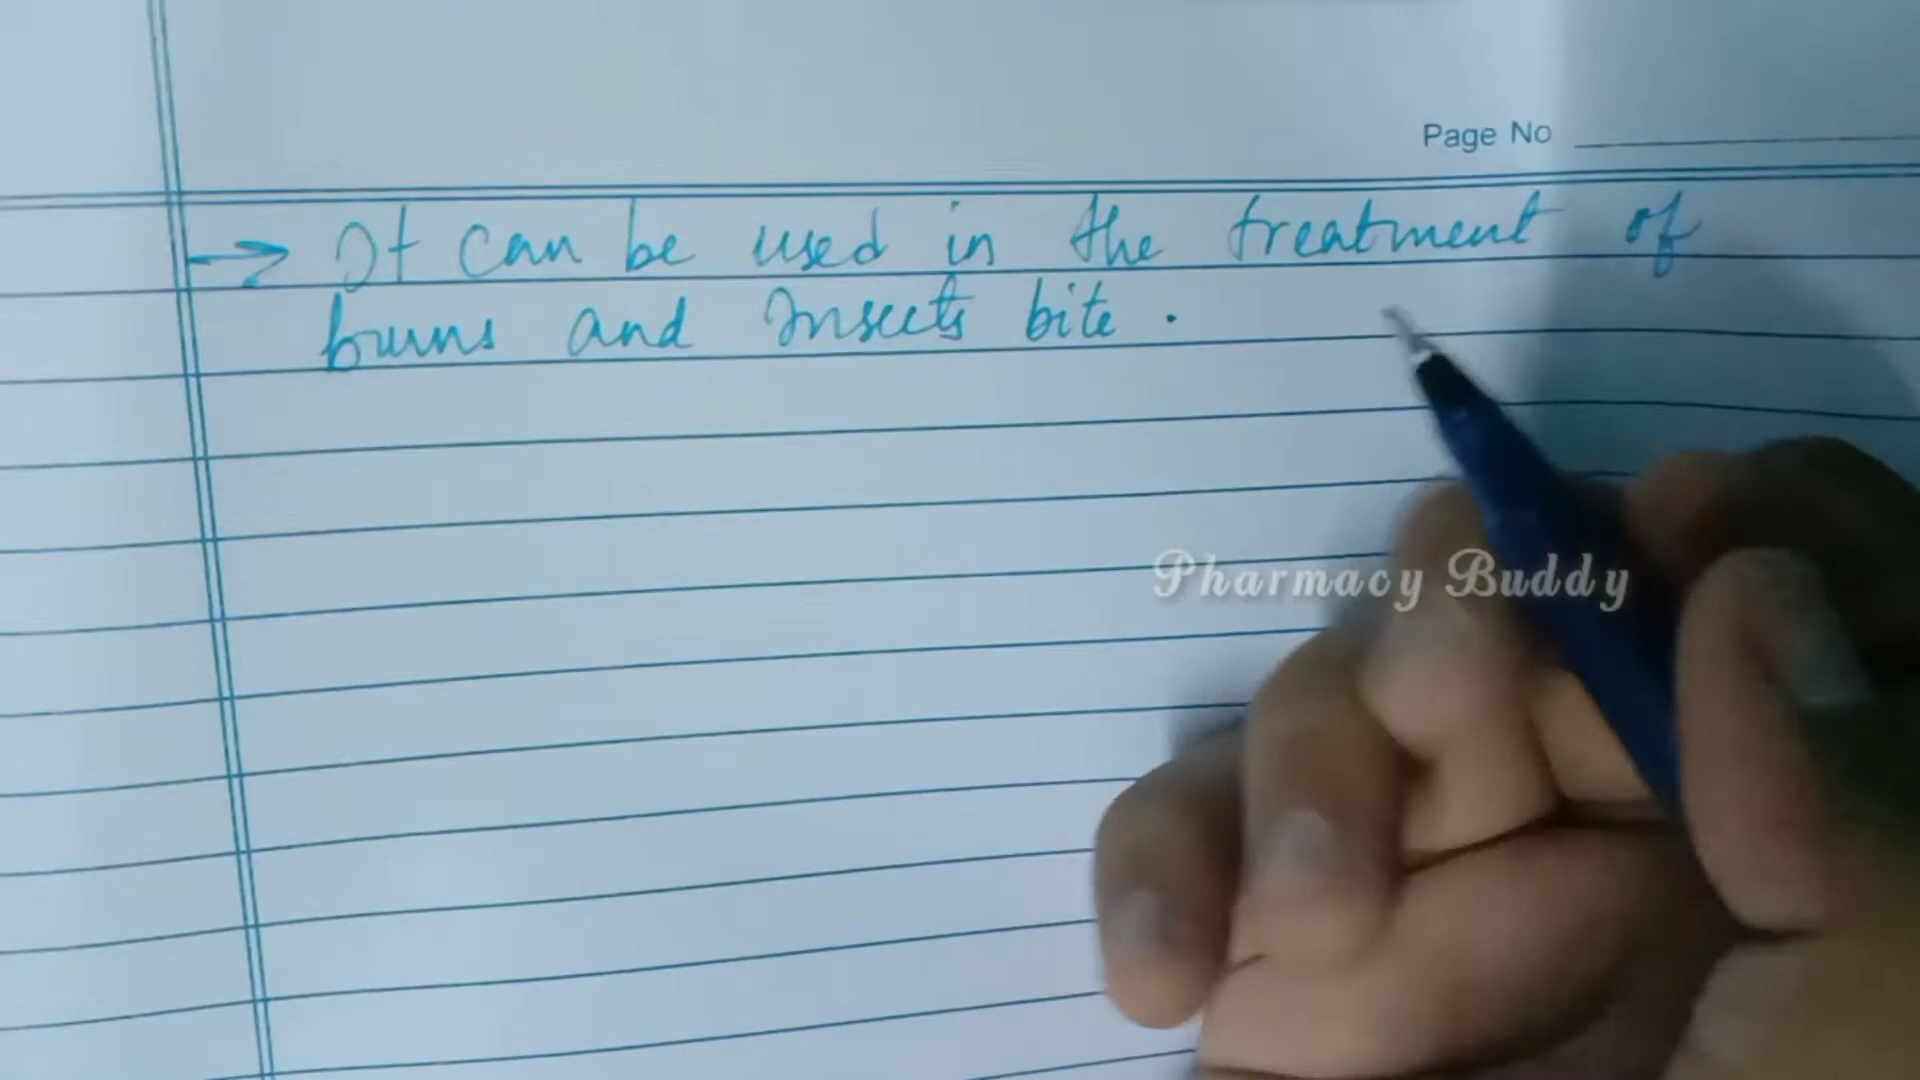 Page No
→ It can be used in the treatment of
burns and Insects bite .
Pharmacy Buddy